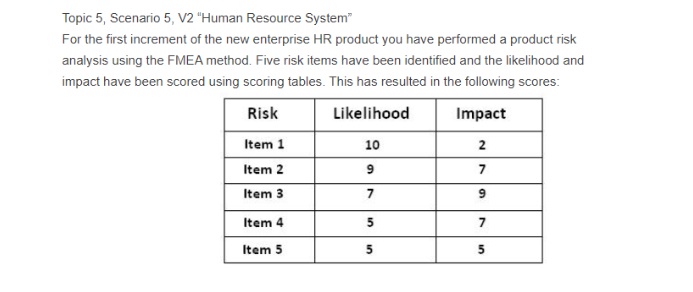 Topic 5, Scenario 5, V2 "Human Resource System"
For the first increment of the new enterprise HR product you have performed a product risk
analysis using the FMEA method. Five risk items have been identified and the likelihood and
impact have been scored using scoring tables. This has resulted in the following scores:
Risk Likelihood Impact
Item 1 10 2
Item 2 9 7
Item 3 7 9
Item 4 5 7
Item 5 5 5